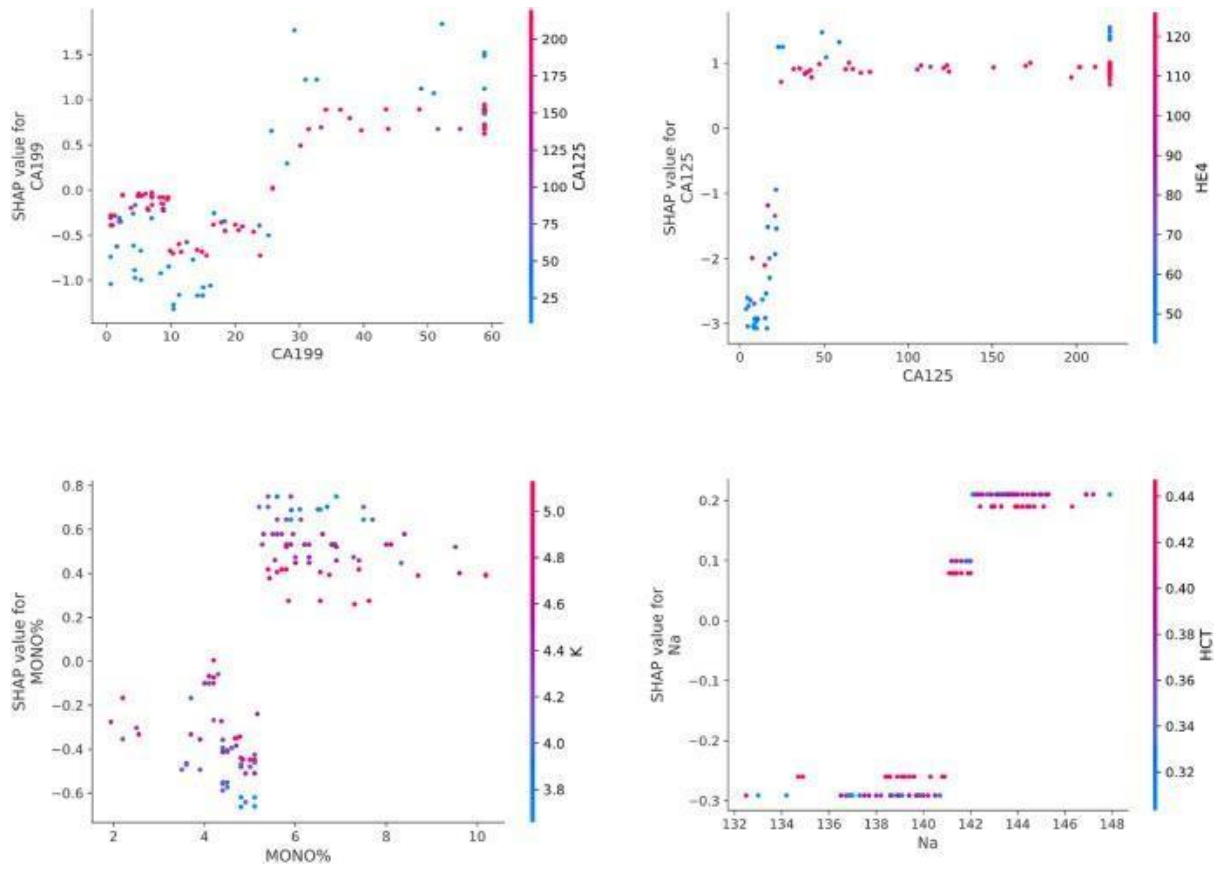 1.5
1.0
0.5
0.0
−0.5
−1.0
SHAP value for
CA199
0 10 20 30 40 50 60
CA199
200
175
150
125
100
75
50
25
CA125
1
0
−1
−2
−3
SHAP value for
CA125
0 50 100 150 200
CA125
120
110
100
90
80
70
60
50
HE4
0.8
0.6
0.4
0.2
0.0
−0.2
−0.4
−0.6
SHAP value for
MONO%
2 4 6 8 10
MONO%
5.0
4.8
4.6
4.4
4.2
4.0
3.8
K
0.2
0.1
0.0
−0.1
−0.2
−0.3
SHAP value for
Na
132 134 136 138 140 142 144 146 148
Na
0.44
0.42
0.40
0.38
0.36
0.34
0.32
HCT